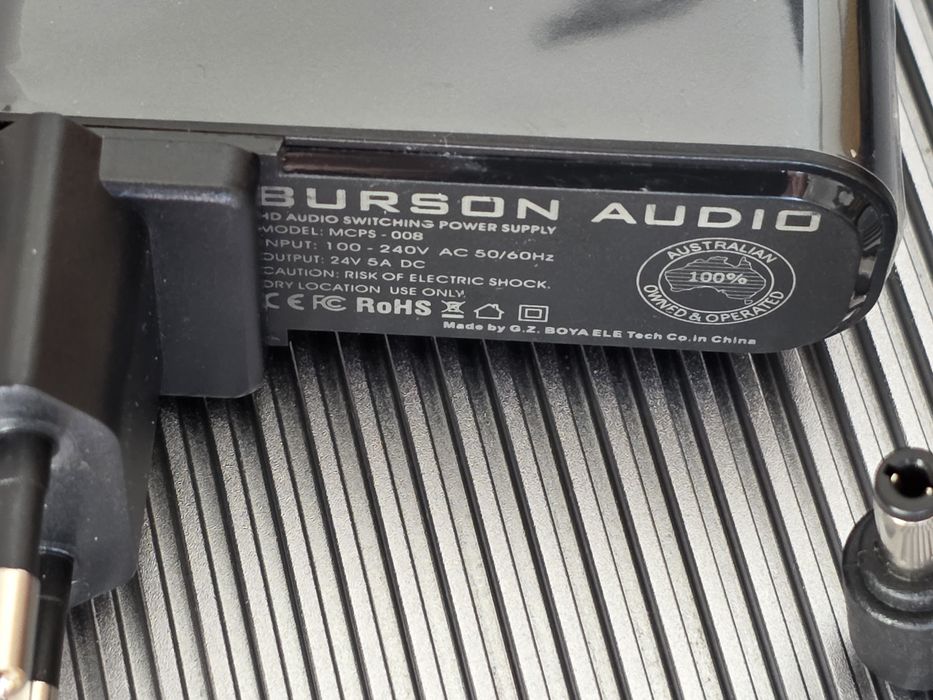 BURSON AUDIO
HD AUDIO SWITCHING POWER SUPPLY
MODEL: MCPS - 008
INPUT: 100 - 240V AC 50/60Hz
OUTPUT: 24V 5A DC
CAUTION: RISK OF ELECTRIC SHOCK.
DRY LOCATION USE ONLY.
CE FC RoHS
Made by G.Z. BOYA ELE Tech Co.in China
AUSTRALIAN
100%
OWNED & OPERATED